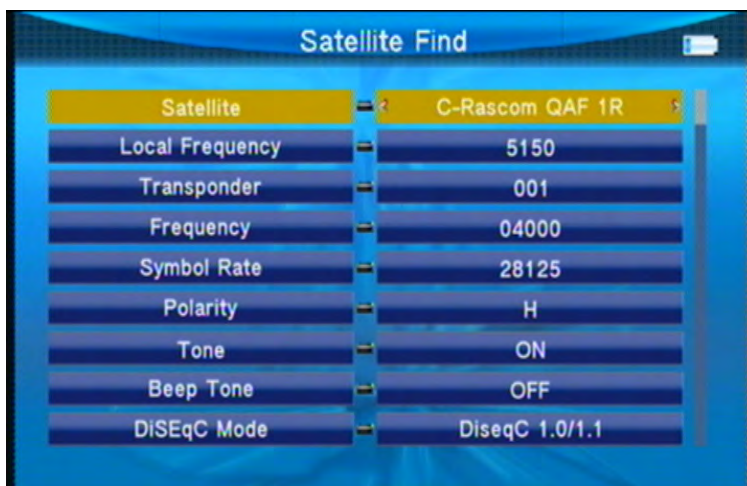 Satellite Find
Satellite C-Rascom QAF 1R
Local Frequency 5150
Transponder 001
Frequency 04000
Symbol Rate 28125
Polarity H
Tone ON
Beep Tone OFF
DiSEqC Mode DiseqC 1.0/1.1